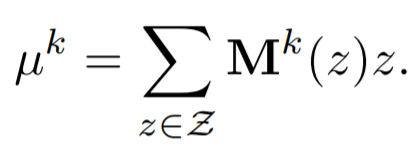 μ^k = ∑_{z∈𝒵} 𝐌^k(z)z.